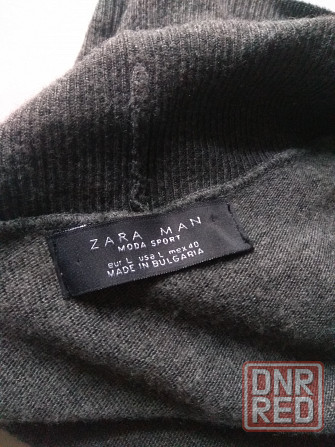 ZARA MAN
MODA SPORT
eur L usa L mex 40
MADE IN BULGARIA
DNR
RED